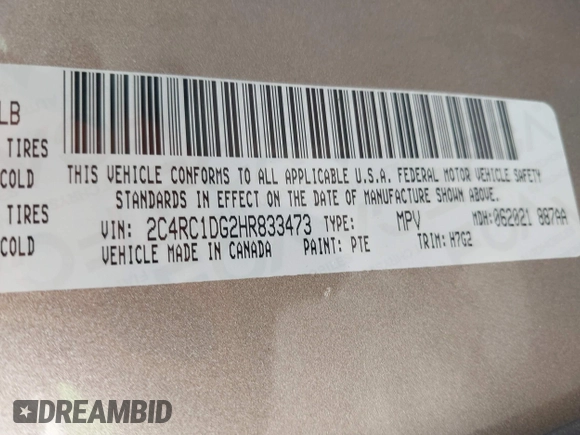 LB
TIRES
COLD
TIRES
COLD
THIS VEHICLE CONFORMS TO ALL APPLICABLE U.S.A. FEDERAL MOTOR VEHICLE SAFETY
STANDARDS IN EFFECT ON THE DATE OF MANUFACTURE SHOWN ABOVE.
VIN: 2C4RC1DG2HR833473 TYPE: MPV MDH:062021 887AA
VEHICLE MADE IN CANADA PAINT: PTE TRIM: H7G2
DREAMBID